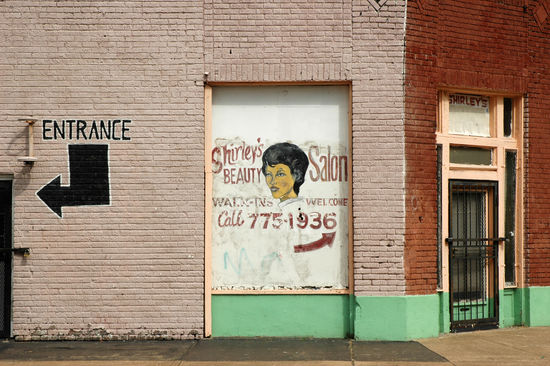 ENTRANCE
Shirley's
BEAUTY Salon
WALK-INS WELCOME
Call 775-1936
SHIRLEY'S